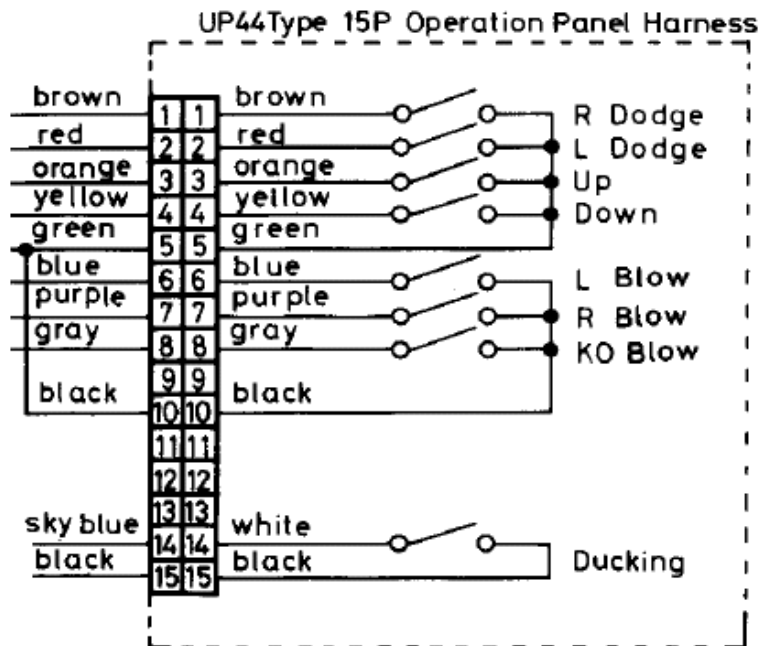 UP44Type 15P Operation Panel Harness
brown 1 1 brown R Dodge
red 2 2 red L Dodge
orange 3 3 orange Up
yellow 4 4 yellow Down
green 5 5 green
blue 6 6 blue L Blow
purple 7 7 purple R Blow
gray 8 8 gray KO Blow
9 9
black 10 10 black
11 11
12 12
13 13
sky blue 14 14 white
black 15 15 black Ducking